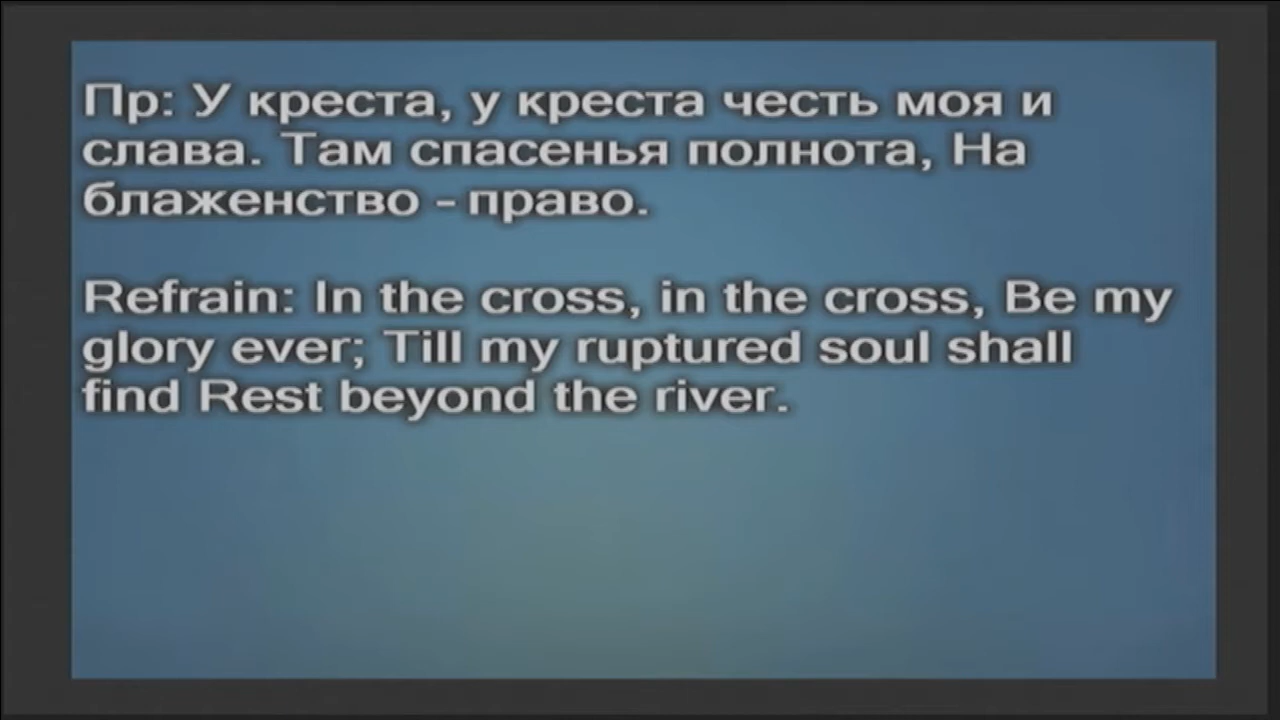 Пр: У креста, у креста честь моя и
слава. Там спасенья полнота, На
блаженство - право.
Refrain: In the cross, in the cross, Be my
glory ever; Till my ruptured soul shall
find Rest beyond the river.